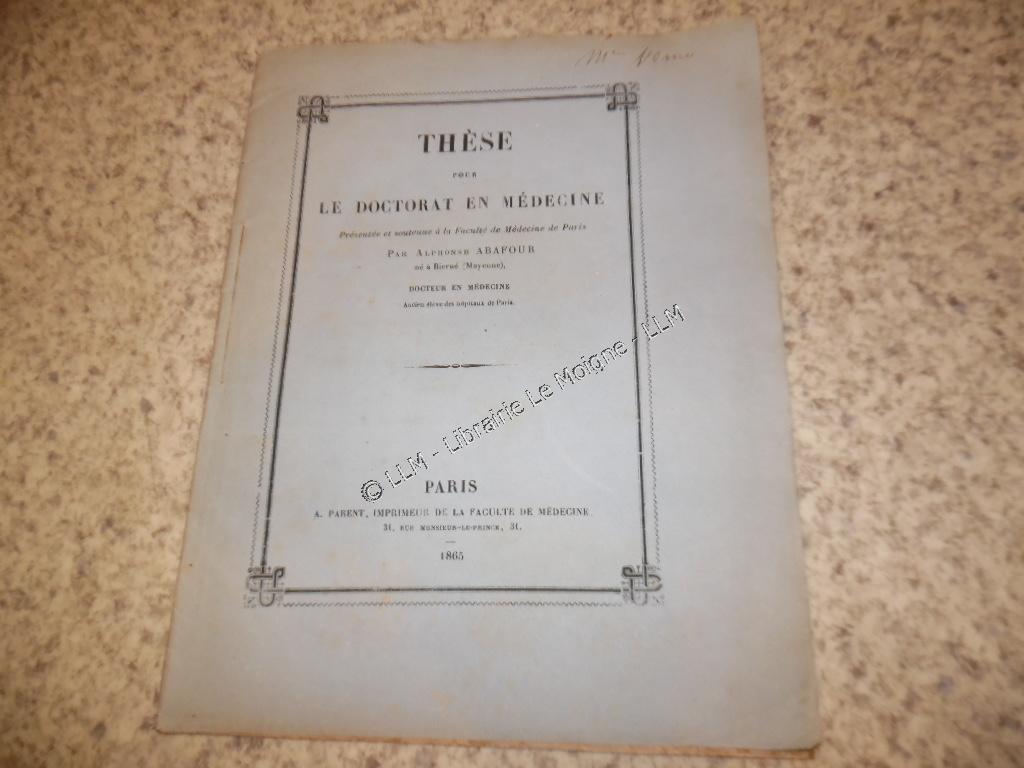 THÈSE
POUR
LE DOCTORAT EN MÉDECINE
Présentée et soutenue à la Faculté de Médecine de Paris
PAR ALPHONSE ABAFOUR
né à Bierné (Mayenne),
DOCTEUR EN MÉDECINE
Ancien élève des hôpitaux de Paris.
© LLM - Librairie Le Moigne - LLM
PARIS
A. PARENT, IMPRIMEUR DE LA FACULTÉ DE MÉDECINE
31, RUE MONSIEUR-LE-PRINCE, 31.
1865